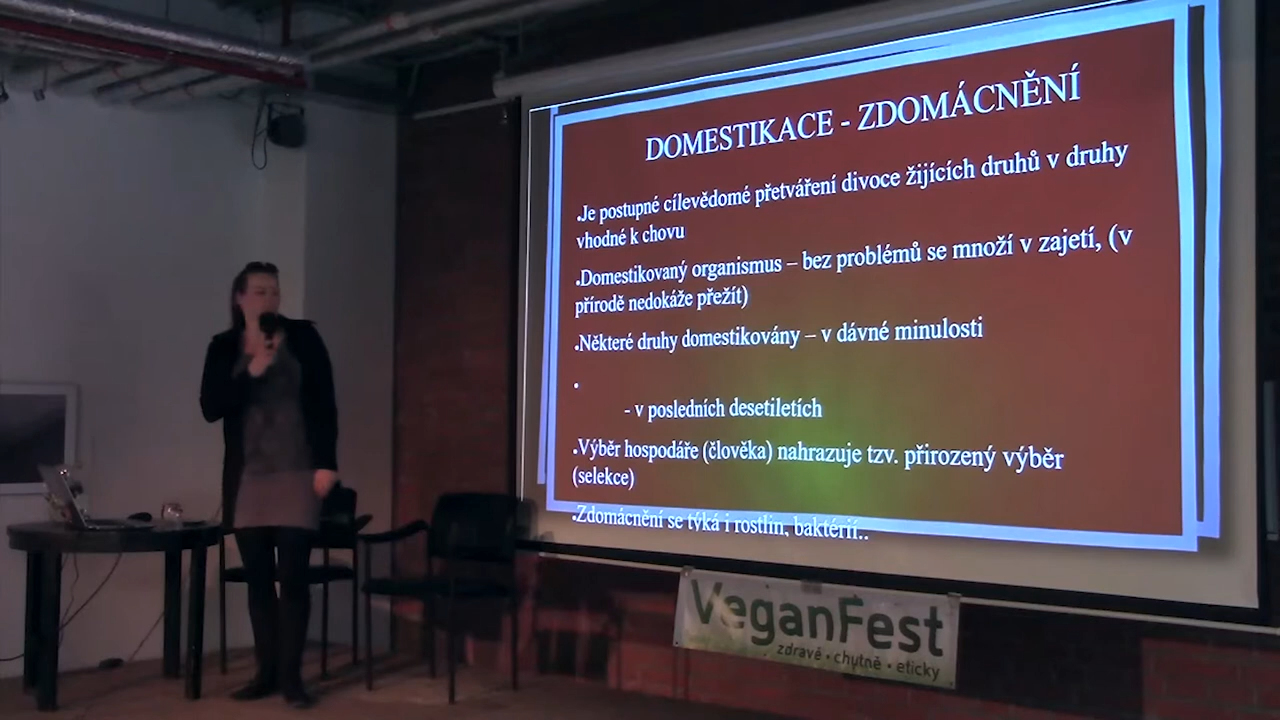 DOMESTIKACE - ZDOMÁCNĚNÍ
•Je postupné cílevědomé přetváření divoce žijících druhů v druhy
vhodné k chovu
•Domestikovaný organismus – bez problémů se množí v zajetí, (v
přírodě nedokáže přežít)
•Některé druhy domestikovány – v dávné minulosti
•
- v posledních desetiletích
•Výběr hospodáře (člověka) nahrazuje tzv. přirozený výběr
(selekce)
•Zdomácnění se týká i rostlin, baktérií..
VeganFest
zdravě • chutně • eticky